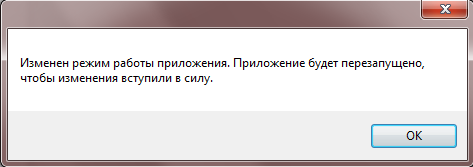 Изменен режим работы приложения. Приложение будет перезапущено,
чтобы изменения вступили в силу.
OK